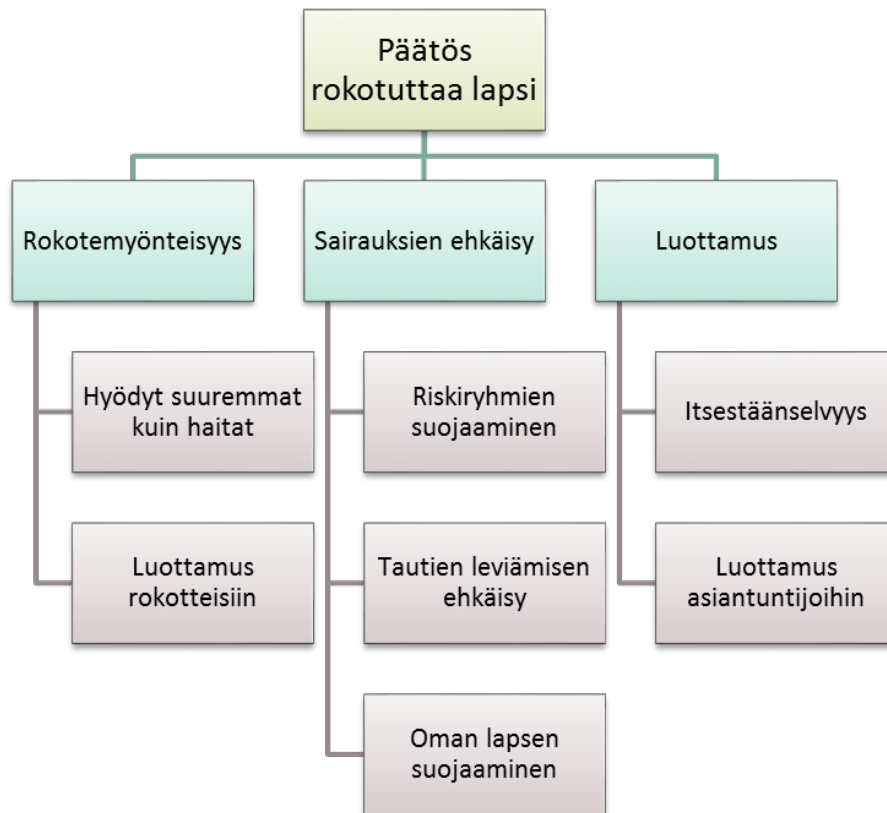 Päätös
rokotuttaa lapsi
Rokotemyönteisyys
Hyödyt suuremmat
kuin haitat
Luottamus
rokotteisiin
Sairauksien ehkäisy
Riskiryhmien
suojaaminen
Tautien leviämisen
ehkäisy
Oman lapsen
suojaaminen
Luottamus
Itsestäänselvyys
Luottamus
asiantuntijoihin